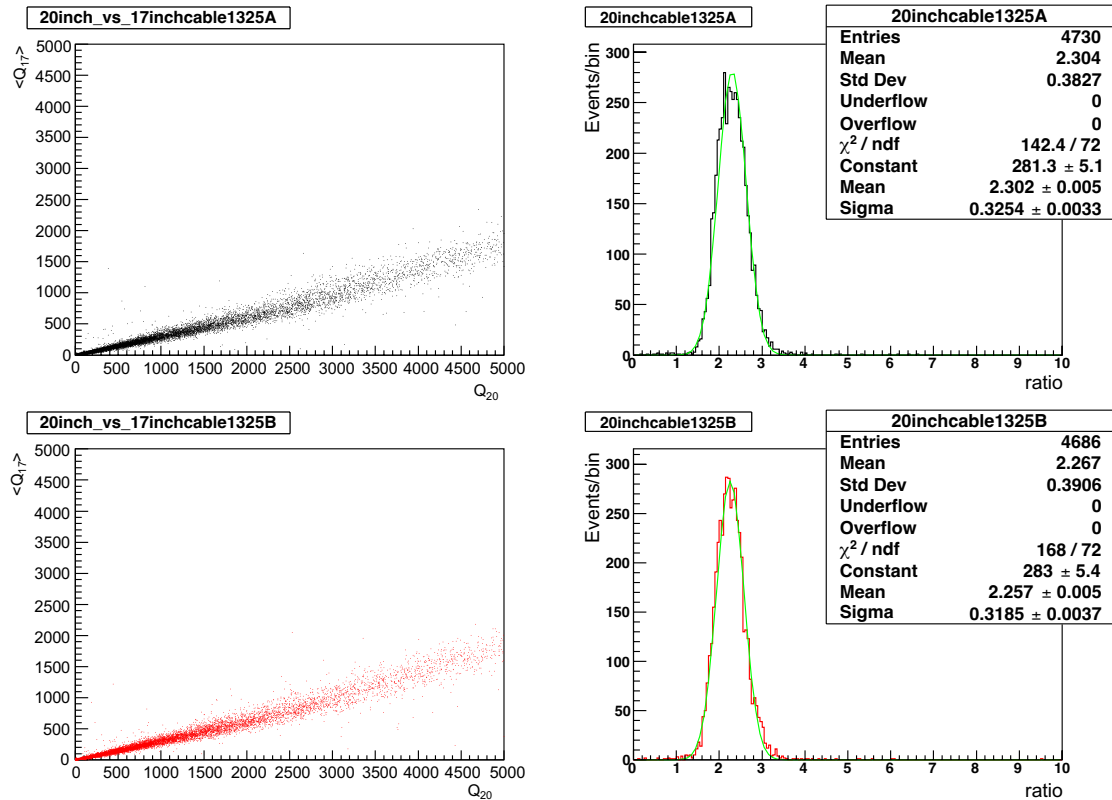 20inch_vs_17inchcable1325A
<Q17>
5000
4500
4000
3500
3000
2500
2000
1500
1000
500
0
0 500 1000 1500 2000 2500 3000 3500 4000 4500 5000
Q20
20inchcable1325A
Events/bin
300
250
200
150
100
50
0
0 1 2 3 4 5 6 7 8 9 10
ratio
20inchcable1325A
Entries 4730
Mean 2.304
Std Dev 0.3827
Underflow 0
Overflow 0
χ² / ndf 142.4 / 72
Constant 281.3 ± 5.1
Mean 2.302 ± 0.005
Sigma 0.3254 ± 0.0033
20inch_vs_17inchcable1325B
<Q17>
5000
4500
4000
3500
3000
2500
2000
1500
1000
500
0
0 500 1000 1500 2000 2500 3000 3500 4000 4500 5000
Q20
20inchcable1325B
Events/bin
300
250
200
150
100
50
0
0 1 2 3 4 5 6 7 8 9 10
ratio
20inchcable1325B
Entries 4686
Mean 2.267
Std Dev 0.3906
Underflow 0
Overflow 0
χ² / ndf 168 / 72
Constant 283 ± 5.4
Mean 2.257 ± 0.005
Sigma 0.3185 ± 0.0037